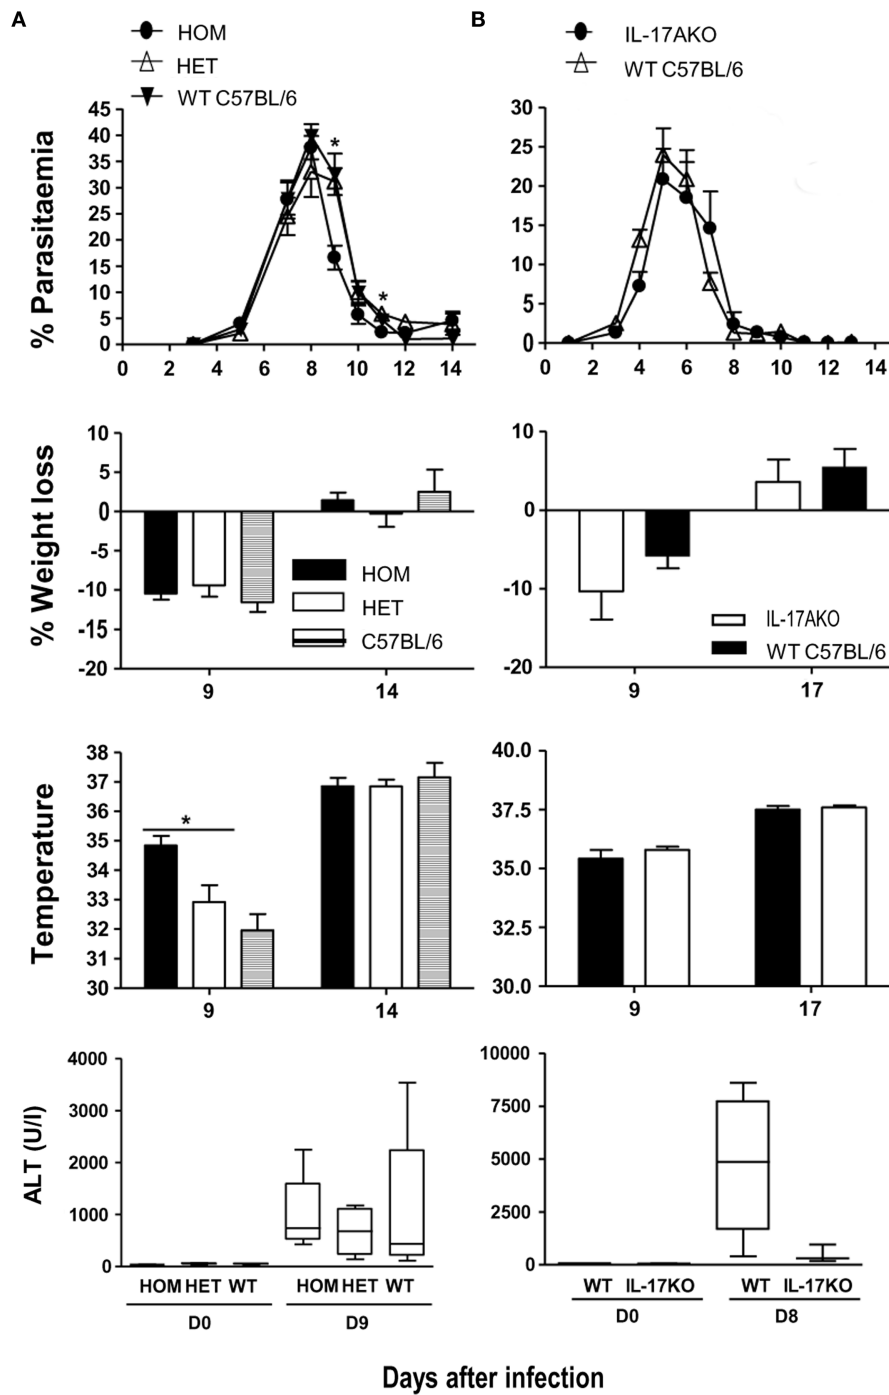 A
HOM
HET
WT C57BL/6
B
IL-17AKO
WT C57BL/6
% Parasitaemia
45
40
35
30
25
20
15
10
5
0
*
*
0 2 4 6 8 10 12 14
30
25
20
15
10
5
0
0 2 4 6 8 10 12 14
% Weight loss
10
5
0
-5
-10
-15
-20
HOM
HET
C57BL/6
9 14
10
0
-10
-20
IL-17AKO
WT C57BL/6
9 17
Temperature
38
37
36
35
34
33
32
31
30
*
9 14
40.0
37.5
35.0
32.5
30.0
9 17
ALT (U/l)
4000
3000
2000
1000
0
HOM HET WT HOM HET WT
D0 D9
10000
7500
5000
2500
0
WT IL-17KO WT IL-17KO
D0 D8
Days after infection